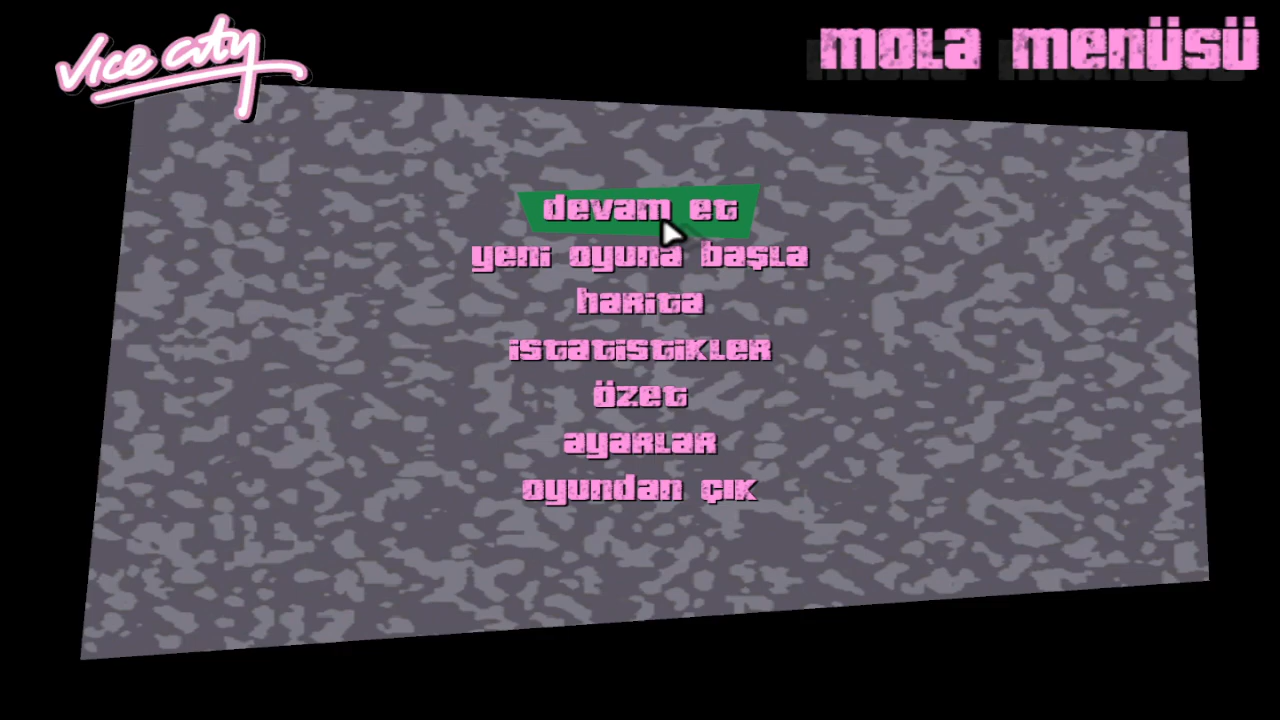 vice city
mola menüsü
devam et
yeni oyuna başla
harita
istatistikler
özet
ayarlar
oyundan çık